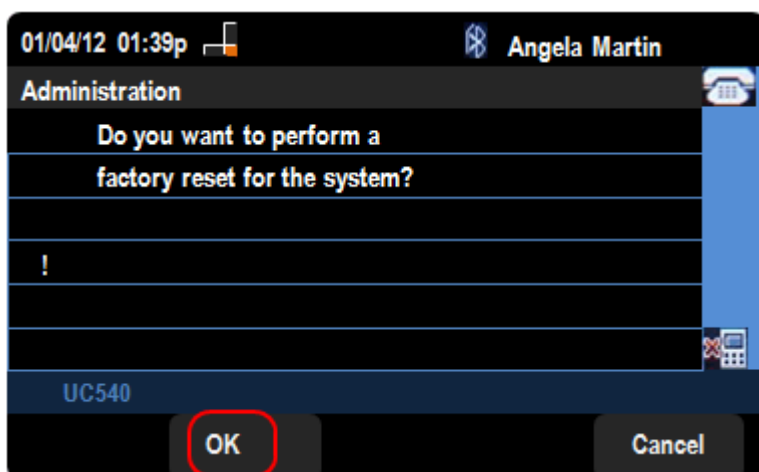 01/04/12 01:39p Angela Martin
Administration
Do you want to perform a
factory reset for the system?
!
UC540
OK Cancel